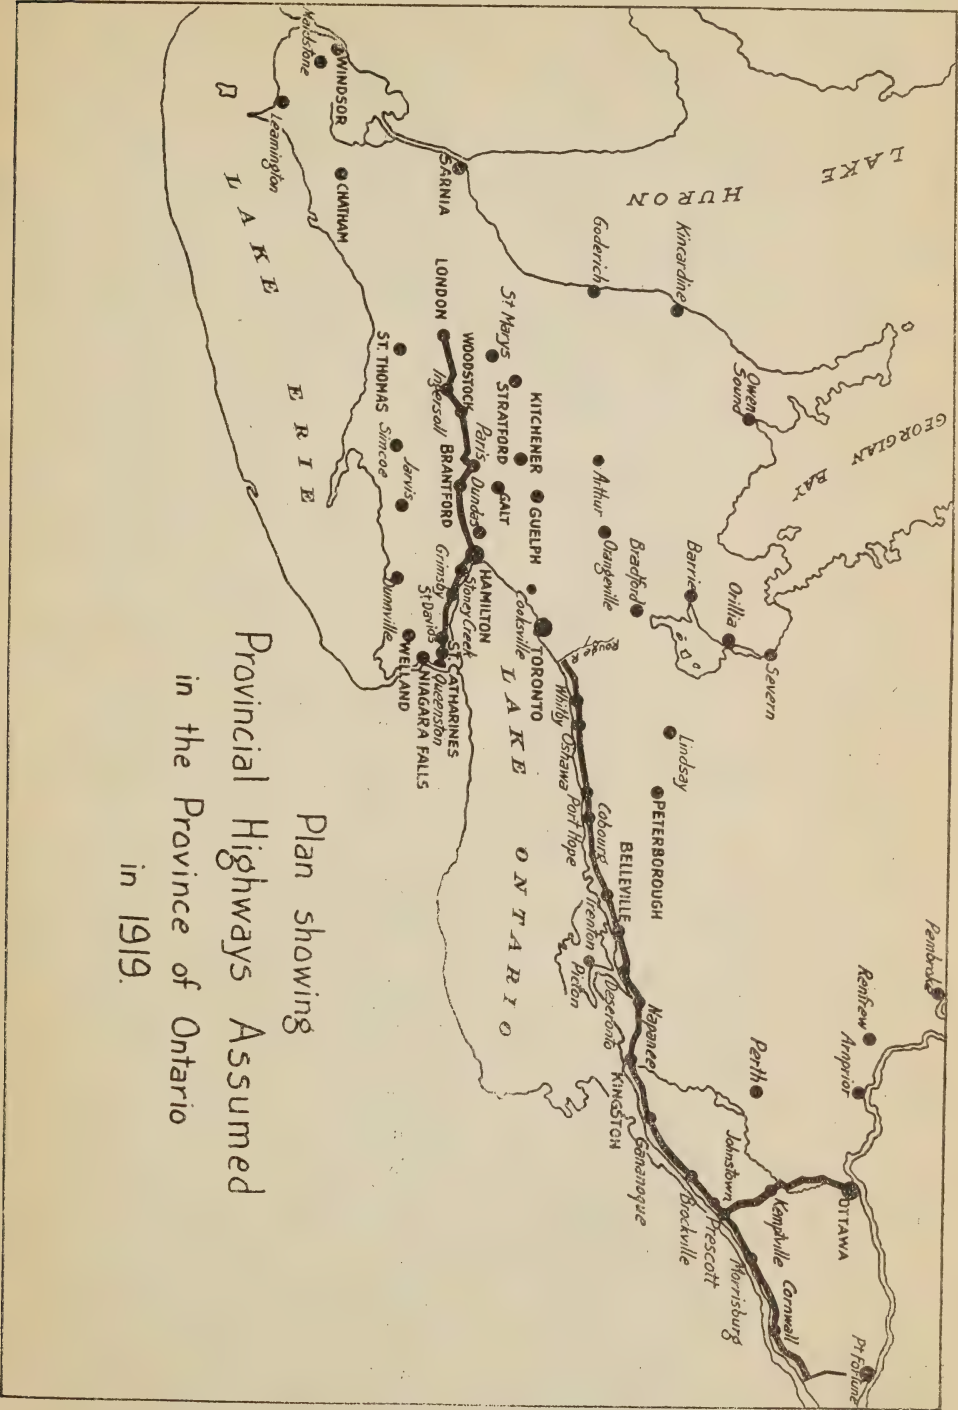 Plan showing
Provincial Highways Assumed
in the Province of Ontario
in 1919.
LAKE
HURON
GEORGIAN BAY
LAKE ERIE
LAKE ONTARIO
Pembroke
Renfrew
Arnprior
OTTAWA
Pt Fortune
Perth
Kemptville
Johnstown
Cornwall
Morrisburg
Prescott
Brockville
Gananoque
KINGSTON
Napanee
Deseronto
Picton
Trenton
BELLEVILLE
PETERBOROUGH
Lindsay
Cobourg
Port Hope
Oshawa
Whitby
Rouge R.
TORONTO
Cooksville
Severn
Orillia
Barrie
Bradford
Orangeville
Arthur
Owen
Sound
Kincardine
Goderich
GUELPH
KITCHENER
GALT
STRATFORD
St Marys
HAMILTON
Dundas
Stoney Creek
Grimsby
St Davids
ST. CATHARINES
Queenston
NIAGARA FALLS
WELLAND
Dunnville
Jarvis
Simcoe
BRANTFORD
Paris
WOODSTOCK
Ingersoll
LONDON
ST. THOMAS
SARNIA
CHATHAM
WINDSOR
Maidstone
Leamington